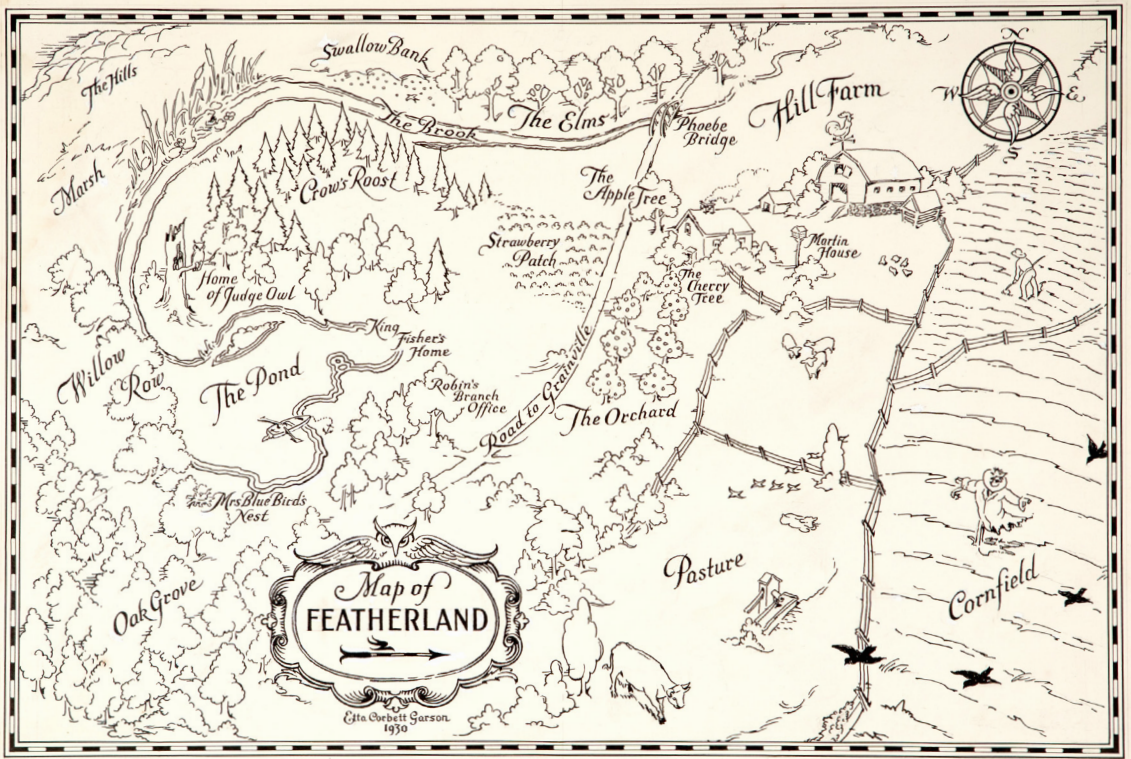 Swallow Bank
The Hills
N
W
E
S
Hill Farm
The Brook
The Elms
Phoebe
Bridge
Marsh
Crow's Roost
The
Apple Tree
Strawberry
Patch
Martin
House
Home
of Judge Owl
The
Cherry
Tree
King
Fisher's
Home
Willow
Row
The Pond
Robin's
Branch
Office
Road to Grainville
The Orchard
Mrs Blue Bird's
Nest
Pasture
Cornfield
Oak Grove
Map of
FEATHERLAND
Etta Corbett Garson
1930